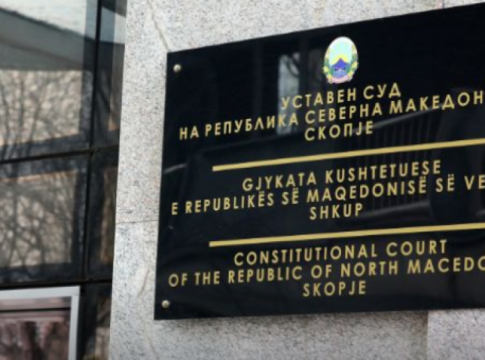 УСТАВЕН СУД
НА РЕПУБЛИКА СЕВЕРНА МАКЕДОН
СКОПЈЕ
GJYKATA KUSHTETUESE
E REPUBLIKËS SË MAQEDONISË SË VE
SHKUP
CONSTITUTIONAL COURT
OF THE REPUBLIC OF NORTH MACEDO
SKOPJE